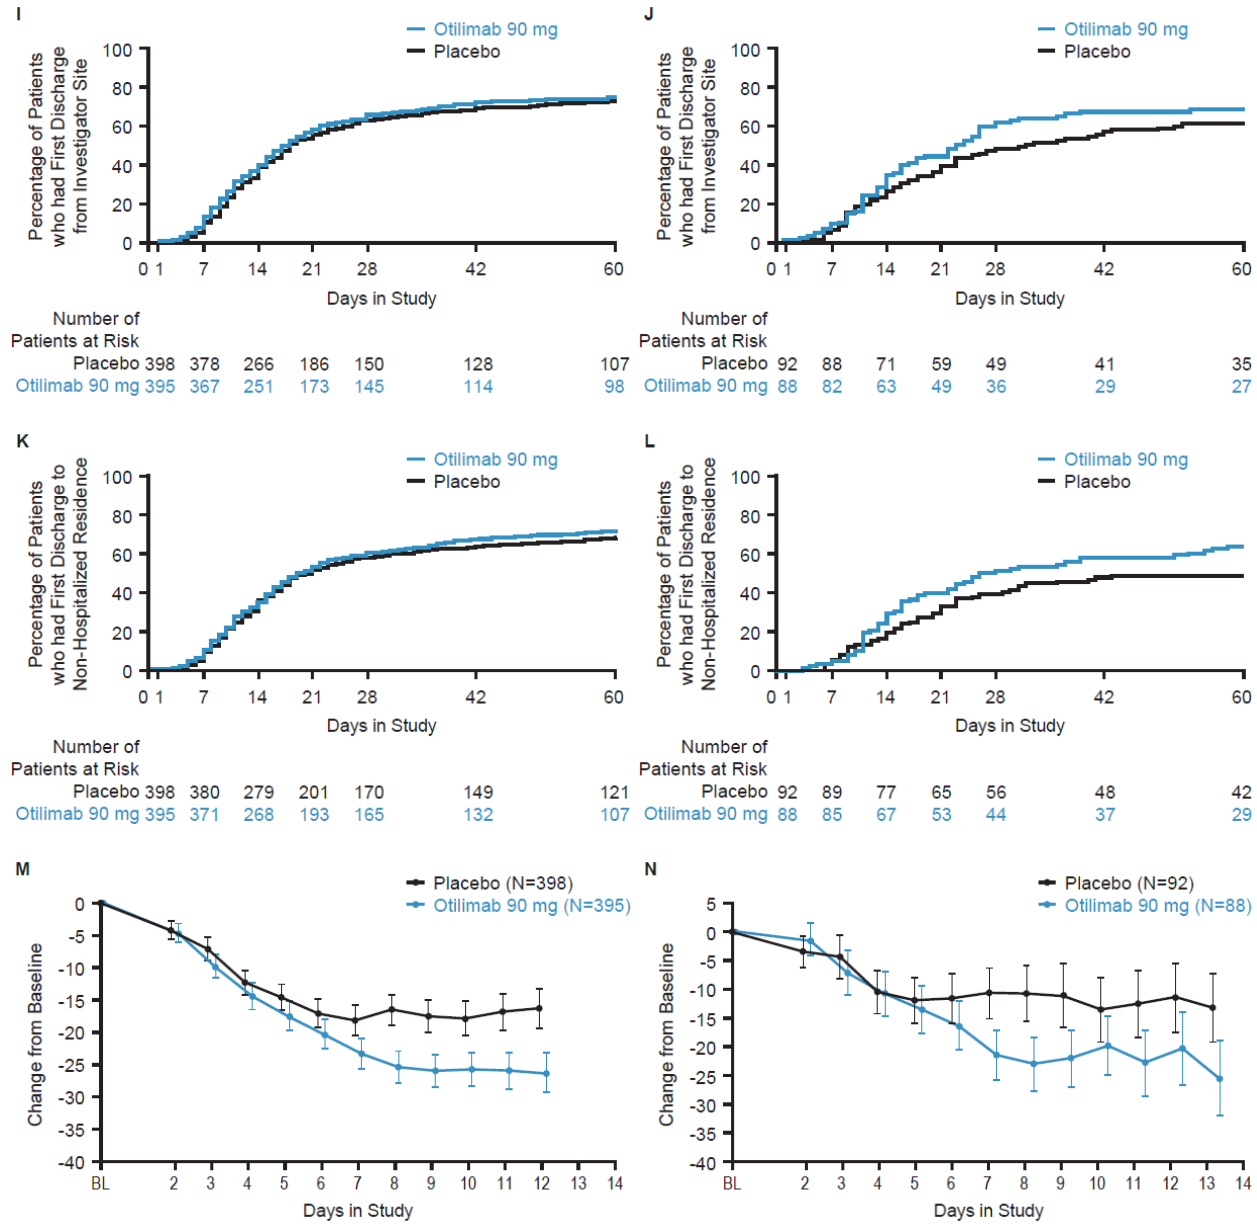 I
Otilimab 90 mg
Placebo
Percentage of Patients
who had First Discharge
from Investigator Site
100
80
60
40
20
0
0 1 7 14 21 28 42 60
Days in Study
Number of
Patients at Risk
Placebo 398 378 266 186 150 128 107
Otilimab 90 mg 395 367 251 173 145 114 98
J
Otilimab 90 mg
Placebo
Percentage of Patients
who had First Discharge
from Investigator Site
100
80
60
40
20
0
0 1 7 14 21 28 42 60
Days in Study
Number of
Patients at Risk
Placebo 92 88 71 59 49 41 35
Otilimab 90 mg 88 82 63 49 36 29 27
K
Otilimab 90 mg
Placebo
Percentage of Patients
who had First Discharge to
Non-Hospitalized Residence
100
80
60
40
20
0
0 1 7 14 21 28 42 60
Days in Study
Number of
Patients at Risk
Placebo 398 380 279 201 170 149 121
Otilimab 90 mg 395 371 268 193 165 132 107
L
Otilimab 90 mg
Placebo
Percentage of Patients
who had First Discharge to
Non-Hospitalized Residence
100
80
60
40
20
0
0 1 7 14 21 28 42 60
Days in Study
Number of
Patients at Risk
Placebo 92 89 77 65 56 48 42
Otilimab 90 mg 88 85 67 53 44 37 29
M
Placebo (N=398)
Otilimab 90 mg (N=395)
Change from Baseline
0
-5
-10
-15
-20
-25
-30
-35
-40
BL 2 3 4 5 6 7 8 9 10 11 12 13 14
Days in Study
N
Placebo (N=92)
Otilimab 90 mg (N=88)
Change from Baseline
5
0
-5
-10
-15
-20
-25
-30
-35
-40
BL 2 3 4 5 6 7 8 9 10 11 12 13 14
Days in Study